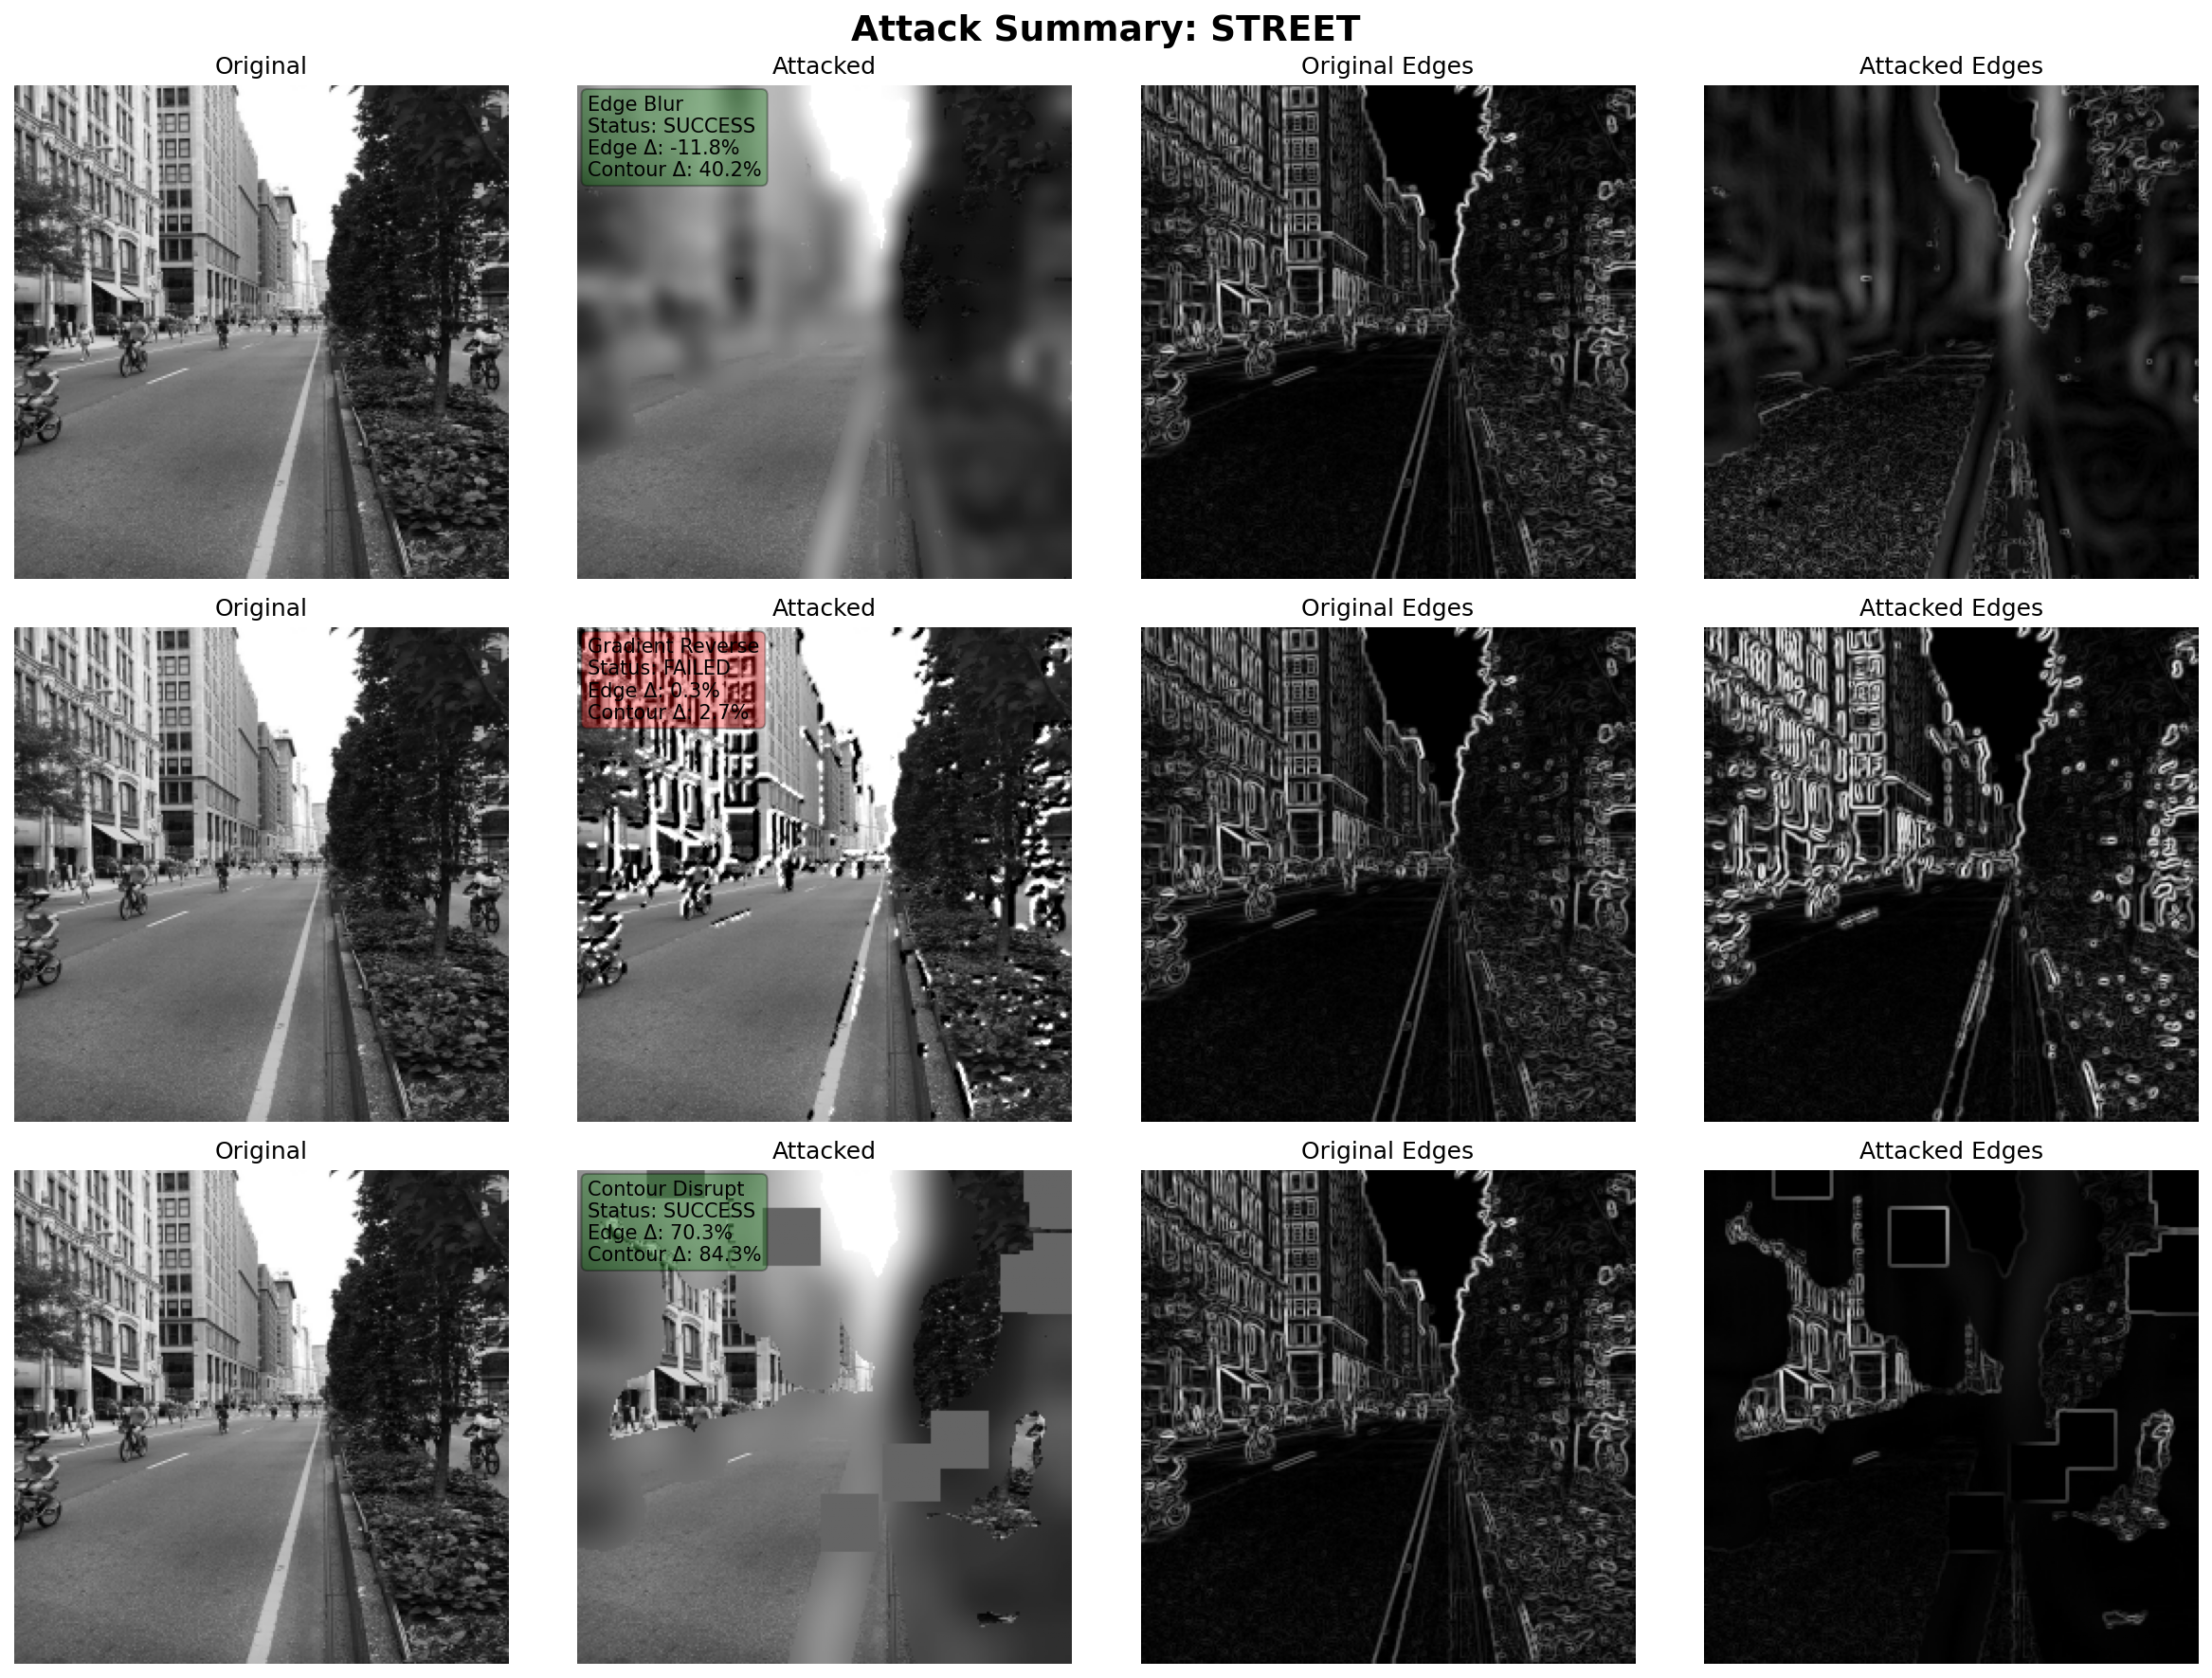 Attack Summary: STREET
Original
Attacked
Original Edges
Attacked Edges
Edge Blur
Status: SUCCESS
Edge Δ: -11.8%
Contour Δ: 40.2%
Original
Attacked
Original Edges
Attacked Edges
Gradient Reverse
Status: FAILED
Edge Δ: 0.3%
Contour Δ: 2.7%
Original
Attacked
Original Edges
Attacked Edges
Contour Disrupt
Status: SUCCESS
Edge Δ: 70.3%
Contour Δ: 84.3%